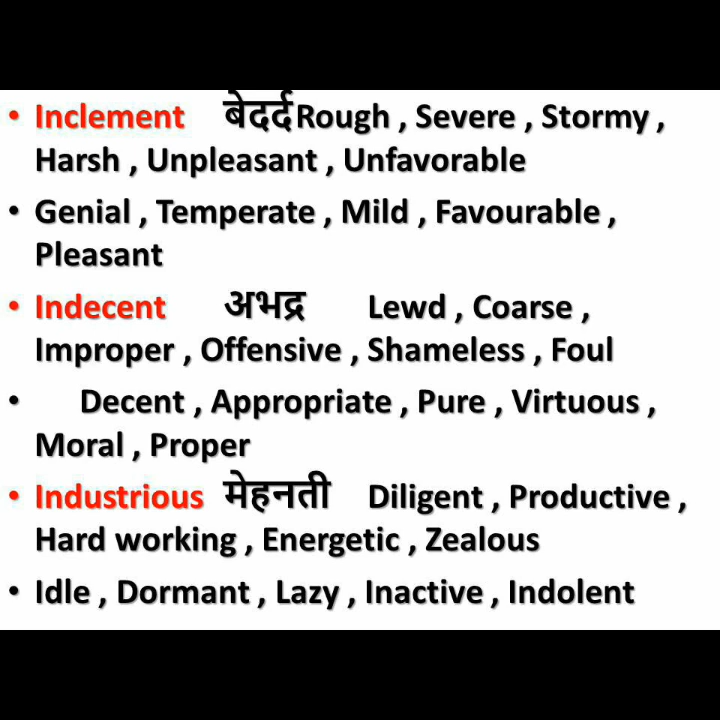 • Inclement बेदर्द Rough , Severe , Stormy ,
Harsh , Unpleasant , Unfavorable
• Genial , Temperate , Mild , Favourable ,
Pleasant
• Indecent अभद्र Lewd , Coarse ,
Improper , Offensive , Shameless , Foul
• Decent , Appropriate , Pure , Virtuous ,
Moral , Proper
• Industrious मेहनती Diligent , Productive ,
Hard working , Energetic , Zealous
• Idle , Dormant , Lazy , Inactive , Indolent